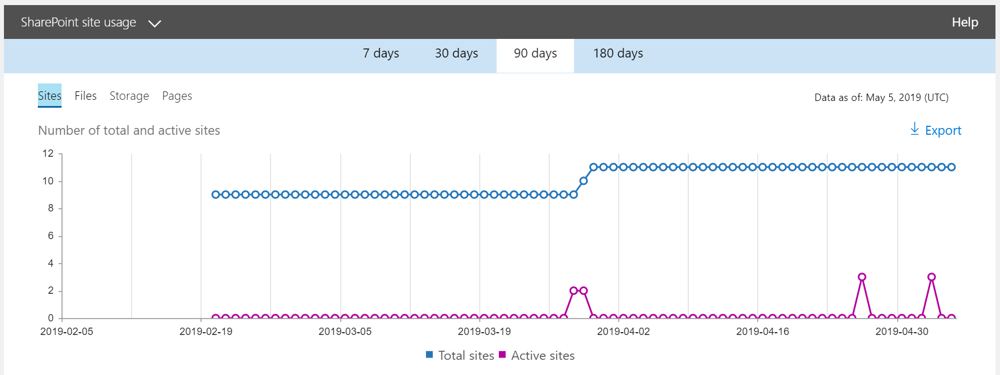 SharePoint site usage
Help
7 days 30 days 90 days 180 days
Sites Files Storage Pages
Data as of: May 5, 2019 (UTC)
Number of total and active sites
Export
12
10
8
6
4
2
0
2019-02-05 2019-02-19 2019-03-05 2019-03-19 2019-04-02 2019-04-16 2019-04-30
Total sites Active sites